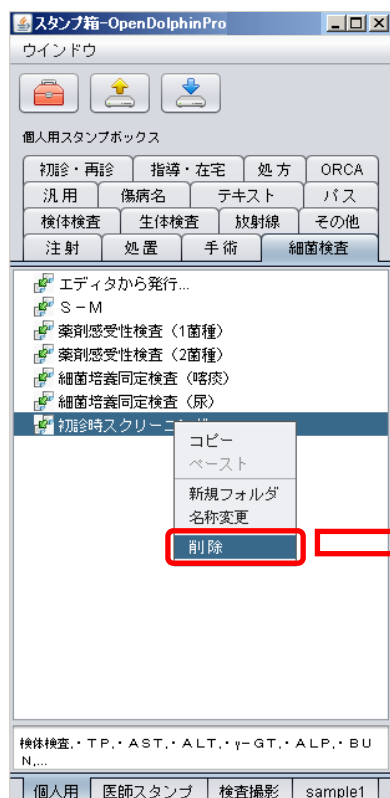 スタンプ箱-OpenDolphinPro
ウインドウ
個人用スタンプボックス
初診・再診 指導・在宅 処方 ORCA
汎用 傷病名 テキスト パス
検体検査 生体検査 放射線 その他
注射 処置 手術 細菌検査
エディタから発行...
S-M
薬剤感受性検査（1菌種）
薬剤感受性検査（2菌種）
細菌培養同定検査（喀痰）
細菌培養同定検査（尿）
初診時スクリーニング
コピー
ペースト
新規フォルダ
名称変更
削除
検体検査,・TP,・AST,・ALT,・γ-GT,・ALP,・BU
N,...
個人用 医師スタンプ 検査撮影 sample1